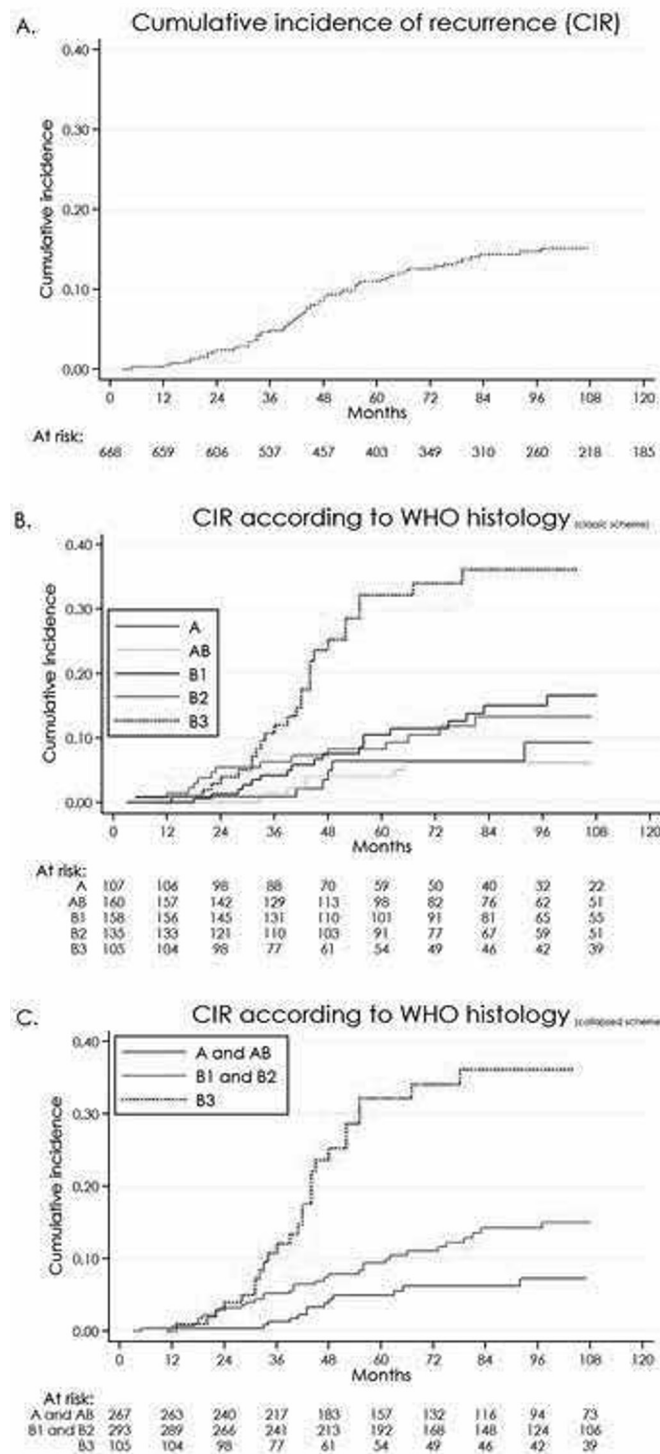 A. Cumulative incidence of recurrence (CIR)
0.40
0.30
0.20
0.10
0.00
Cumulative incidence
0 12 24 36 48 60 72 84 96 108 120
Months
At risk:
668 659 606 537 457 403 349 310 260 218 185
B. CIR according to WHO histology (classic scheme)
0.40
0.30
0.20
0.10
0.00
Cumulative incidence
A
AB
B1
B2
B3
0 12 24 36 48 60 72 84 96 108 120
Months
At risk:
A 107 106 98 88 70 59 50 40 32 22
AB 160 157 142 129 113 98 82 76 62 51
B1 158 156 145 131 110 101 91 81 65 55
B2 135 133 121 110 103 91 77 67 59 51
B3 105 104 98 77 61 54 49 46 42 39
C. CIR according to WHO histology (collapsed scheme)
0.40
0.30
0.20
0.10
0.00
Cumulative incidence
A and AB
B1 and B2
B3
0 12 24 36 48 60 72 84 96 108 120
Months
At risk:
A and AB 267 263 240 217 183 157 132 116 94 73
B1 and B2 293 289 266 241 213 192 168 148 124 106
B3 105 104 98 77 61 54 49 46 42 39